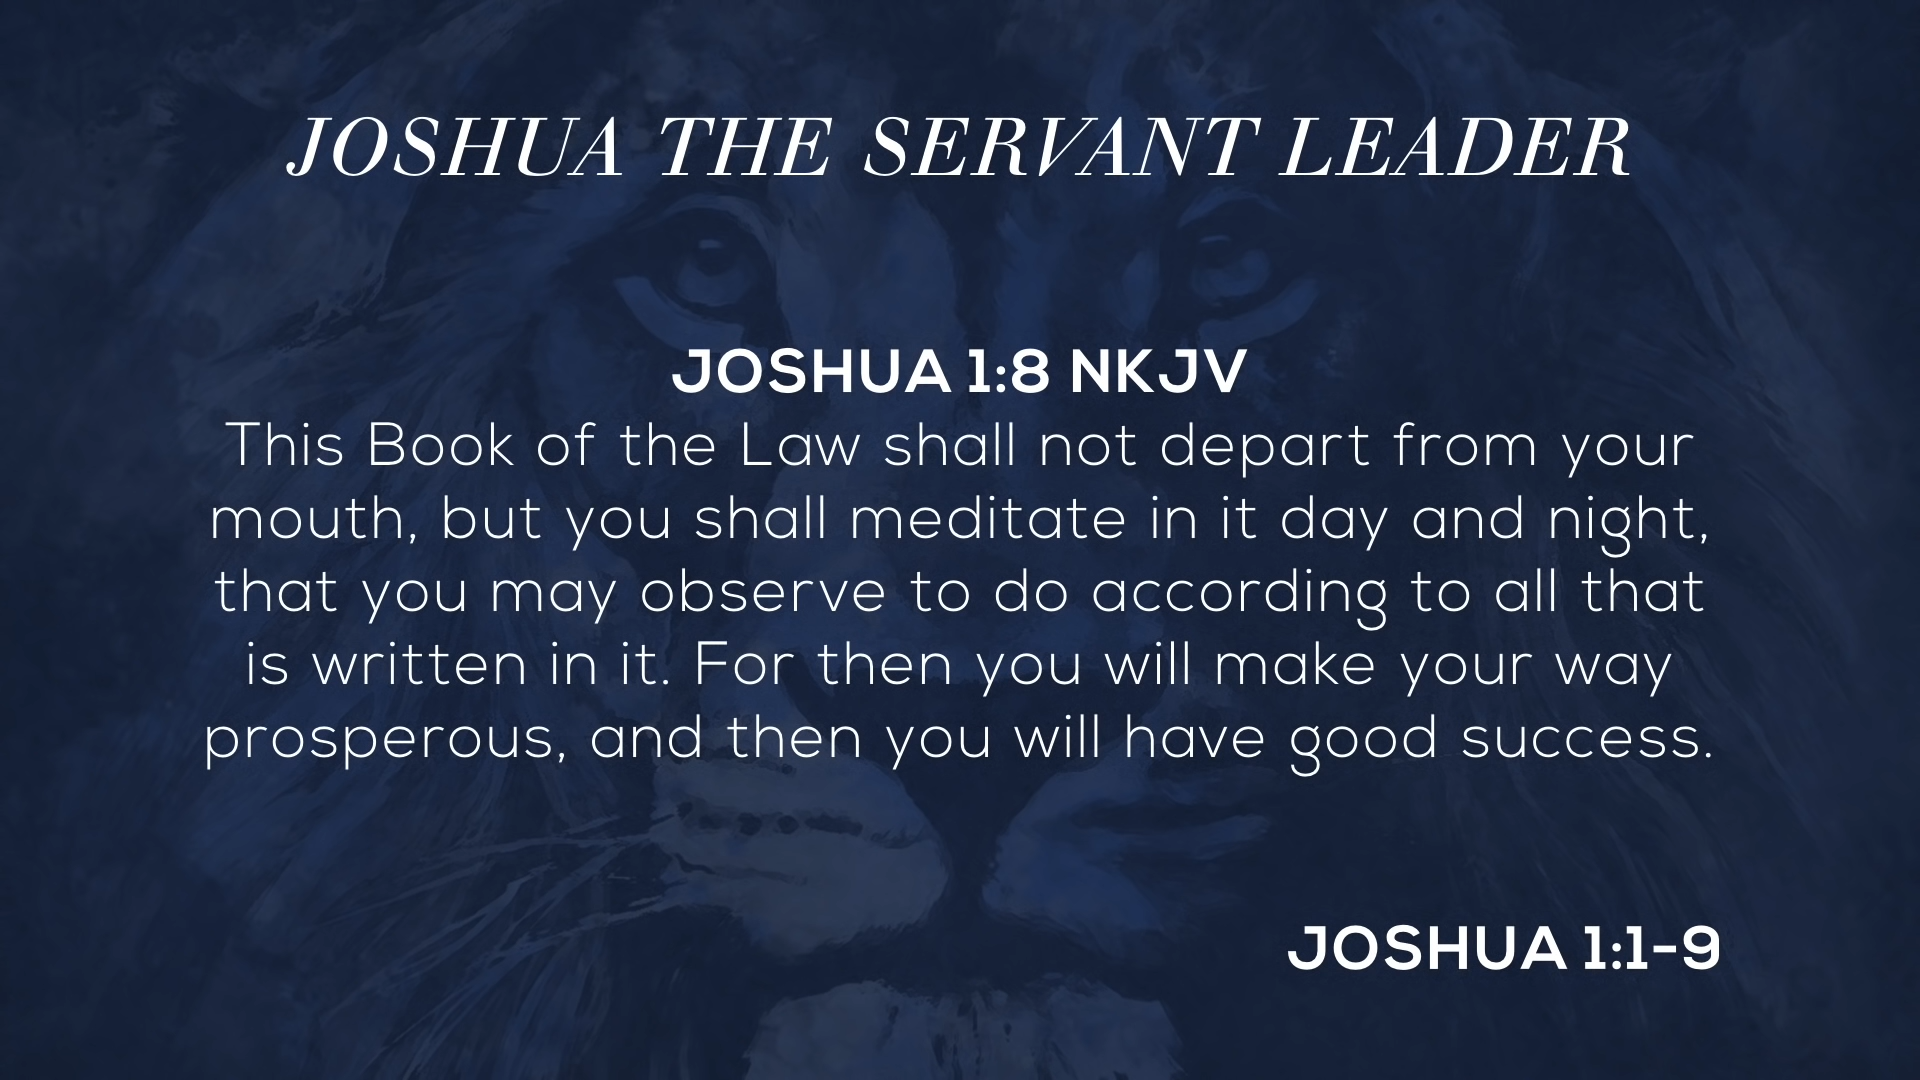 JOSHUA THE SERVANT LEADER
JOSHUA 1:8 NKJV
This Book of the Law shall not depart from your
mouth, but you shall meditate in it day and night,
that you may observe to do according to all that
is written in it. For then you will make your way
prosperous, and then you will have good success.
JOSHUA 1:1-9